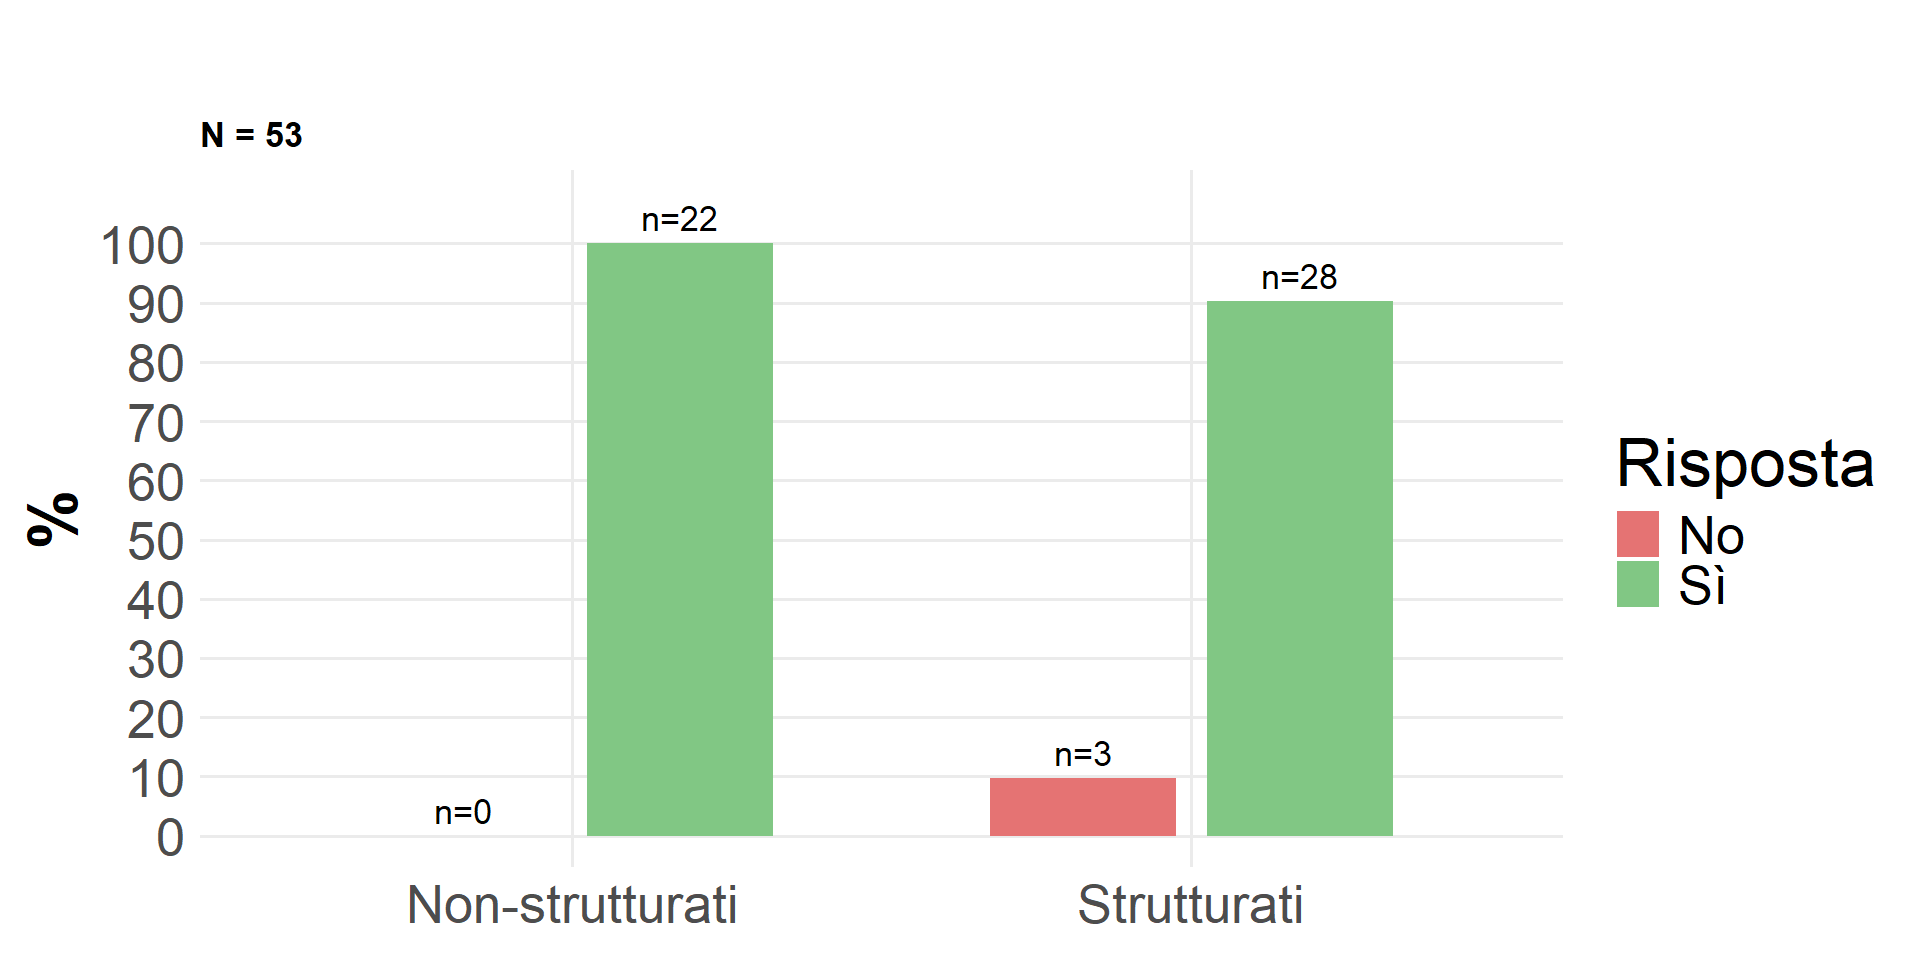 N = 53
n=22
n=28
n=3
n=0
100
90
80
70
60
50
40
30
20
10
0
%
Non-strutturati
Strutturati
Risposta
No
Sì